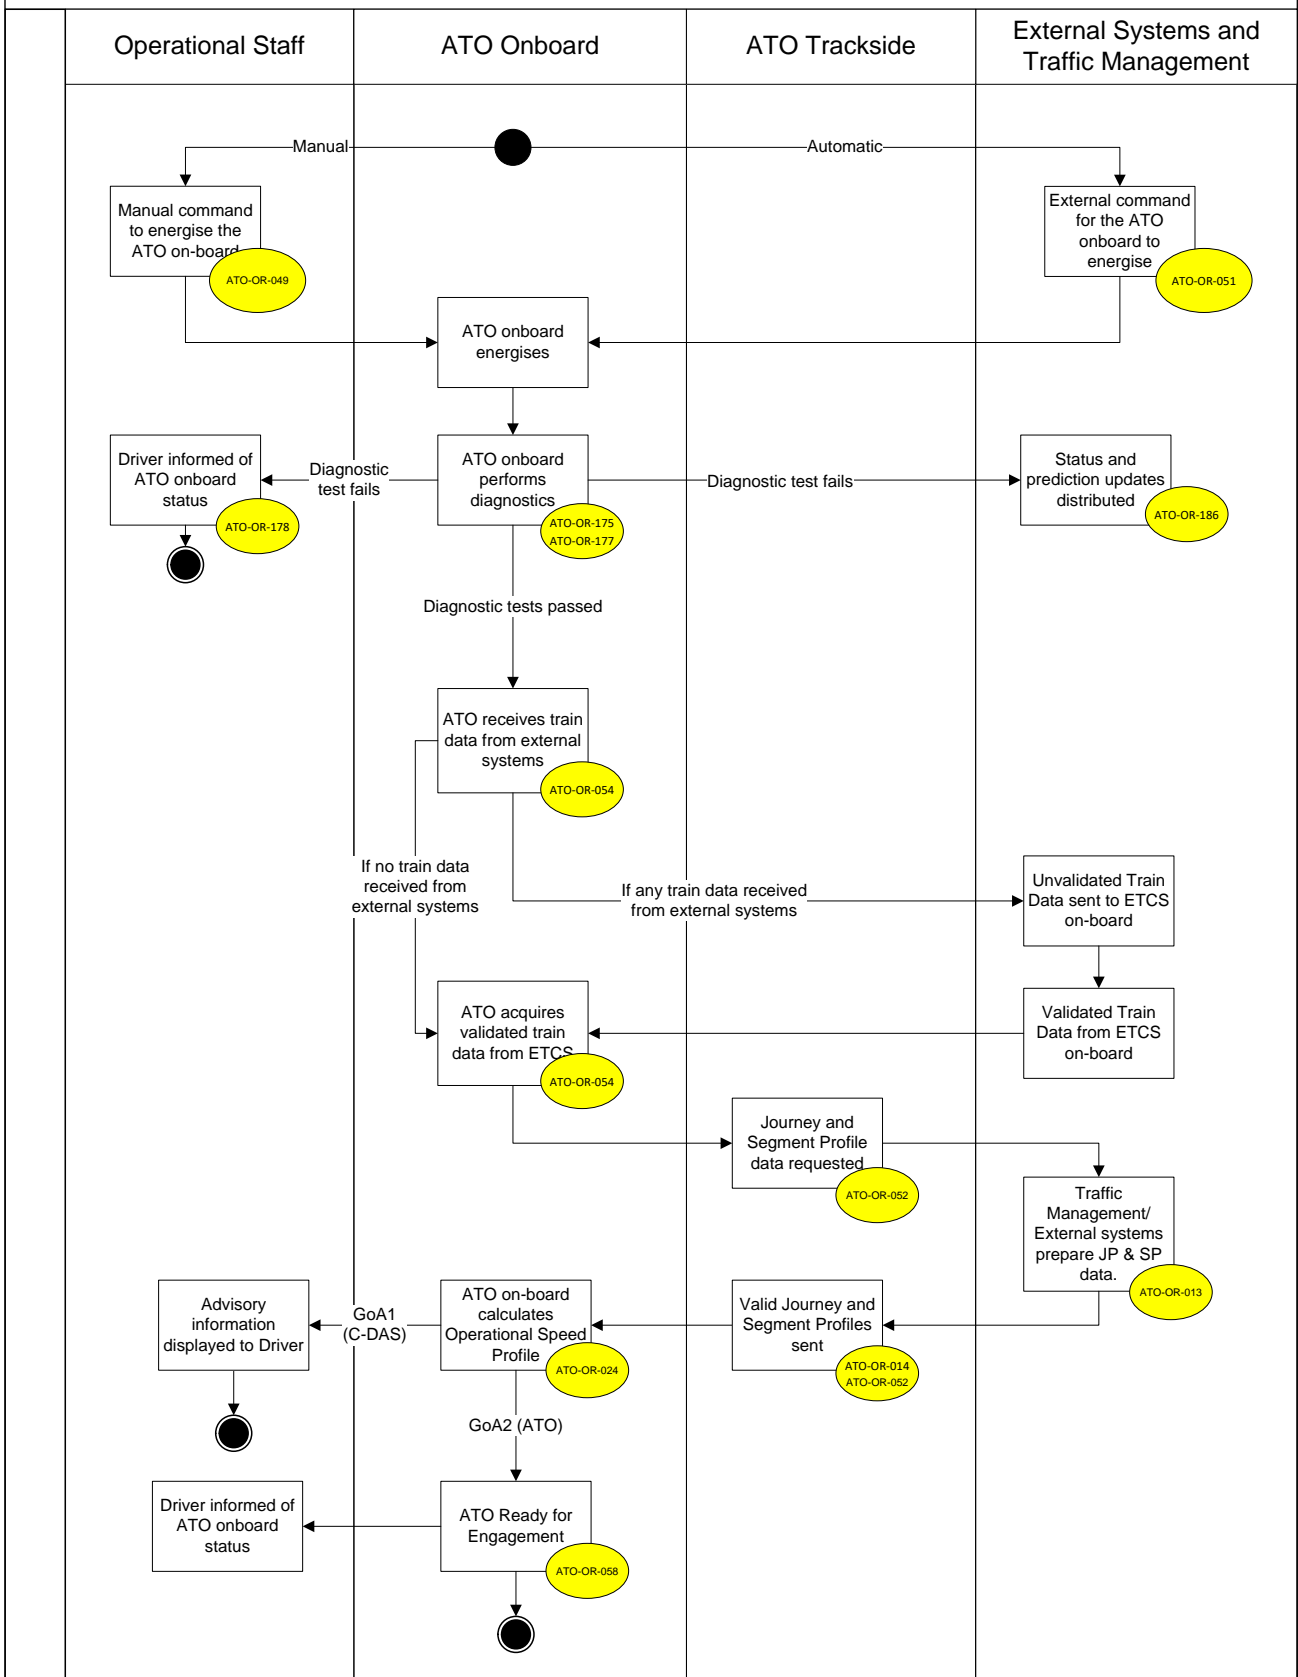 Operational Staff
ATO Onboard
ATO Trackside
External Systems and
Traffic Management
Manual
Automatic
Manual command
to energise the
ATO on-board
ATO-OR-049
External command
for the ATO
onboard to
energise
ATO-OR-051
ATO onboard
energises
Driver informed of
ATO onboard
status
ATO-OR-178
Diagnostic
test fails
ATO onboard
performs
diagnostics
ATO-OR-175
ATO-OR-177
Diagnostic test fails
Status and
prediction updates
distributed
ATO-OR-186
Diagnostic tests passed
ATO receives train
data from external
systems
ATO-OR-054
If no train data
received from
external systems
If any train data received
from external systems
Unvalidated Train
Data sent to ETCS
on-board
ATO acquires
validated train
data from ETCS
ATO-OR-054
Validated Train
Data from ETCS
on-board
Journey and
Segment Profile
data requested
ATO-OR-052
Traffic
Management/
External systems
prepare JP & SP
data.
ATO-OR-013
Advisory
information
displayed to Driver
GoA1
(C-DAS)
ATO on-board
calculates
Operational Speed
Profile
ATO-OR-024
Valid Journey and
Segment Profiles
sent
ATO-OR-014
ATO-OR-052
GoA2 (ATO)
Driver informed of
ATO onboard
status
ATO Ready for
Engagement
ATO-OR-058